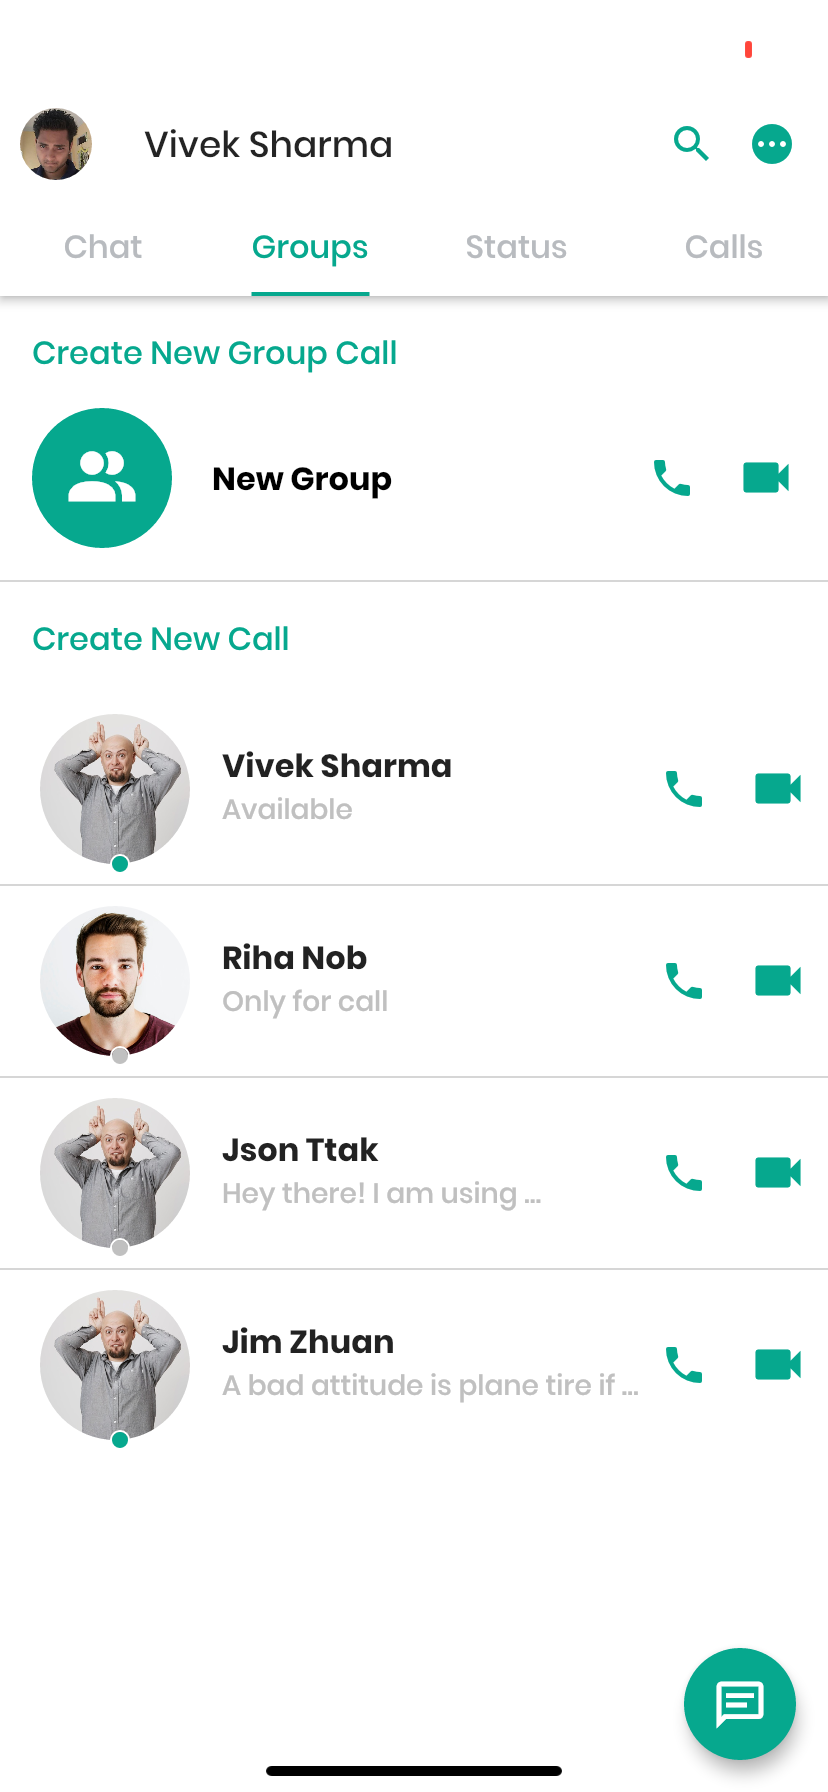 Vivek Sharma
Chat Groups Status Calls
Create New Group Call
New Group
Create New Call
Vivek Sharma
Available
Riha Nob
Only for call
Json Ttak
Hey there! I am using ...
Jim Zhuan
A bad attitude is plane tire if ...